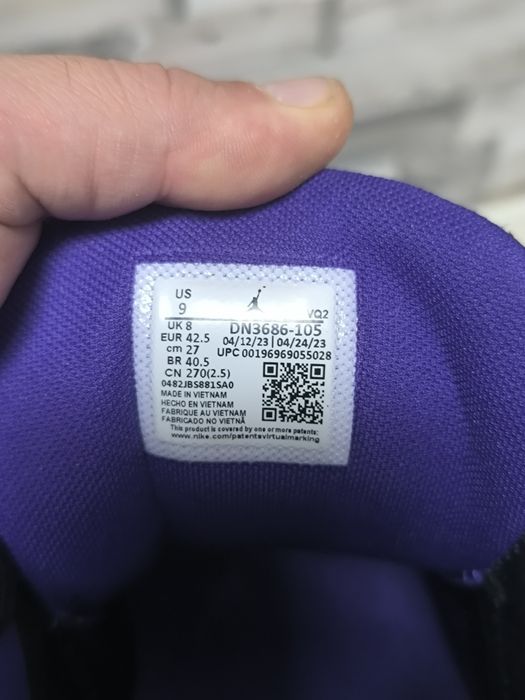 US
9
VQ2
UK 8
DN3686-105
EUR 42.5
04/12/23 | 04/24/23
cm 27
UPC 00196969055028
BR 40.5
CN 270(2.5)
0482JBS881SA0
MADE IN VIETNAM
HECHO EN VIETNAM
FABRIQUE AU VIETNAM
FABRICADO NO VIETNÃ
This product is covered by one or more patents:
www.nike.com/patentsvirtualmarking